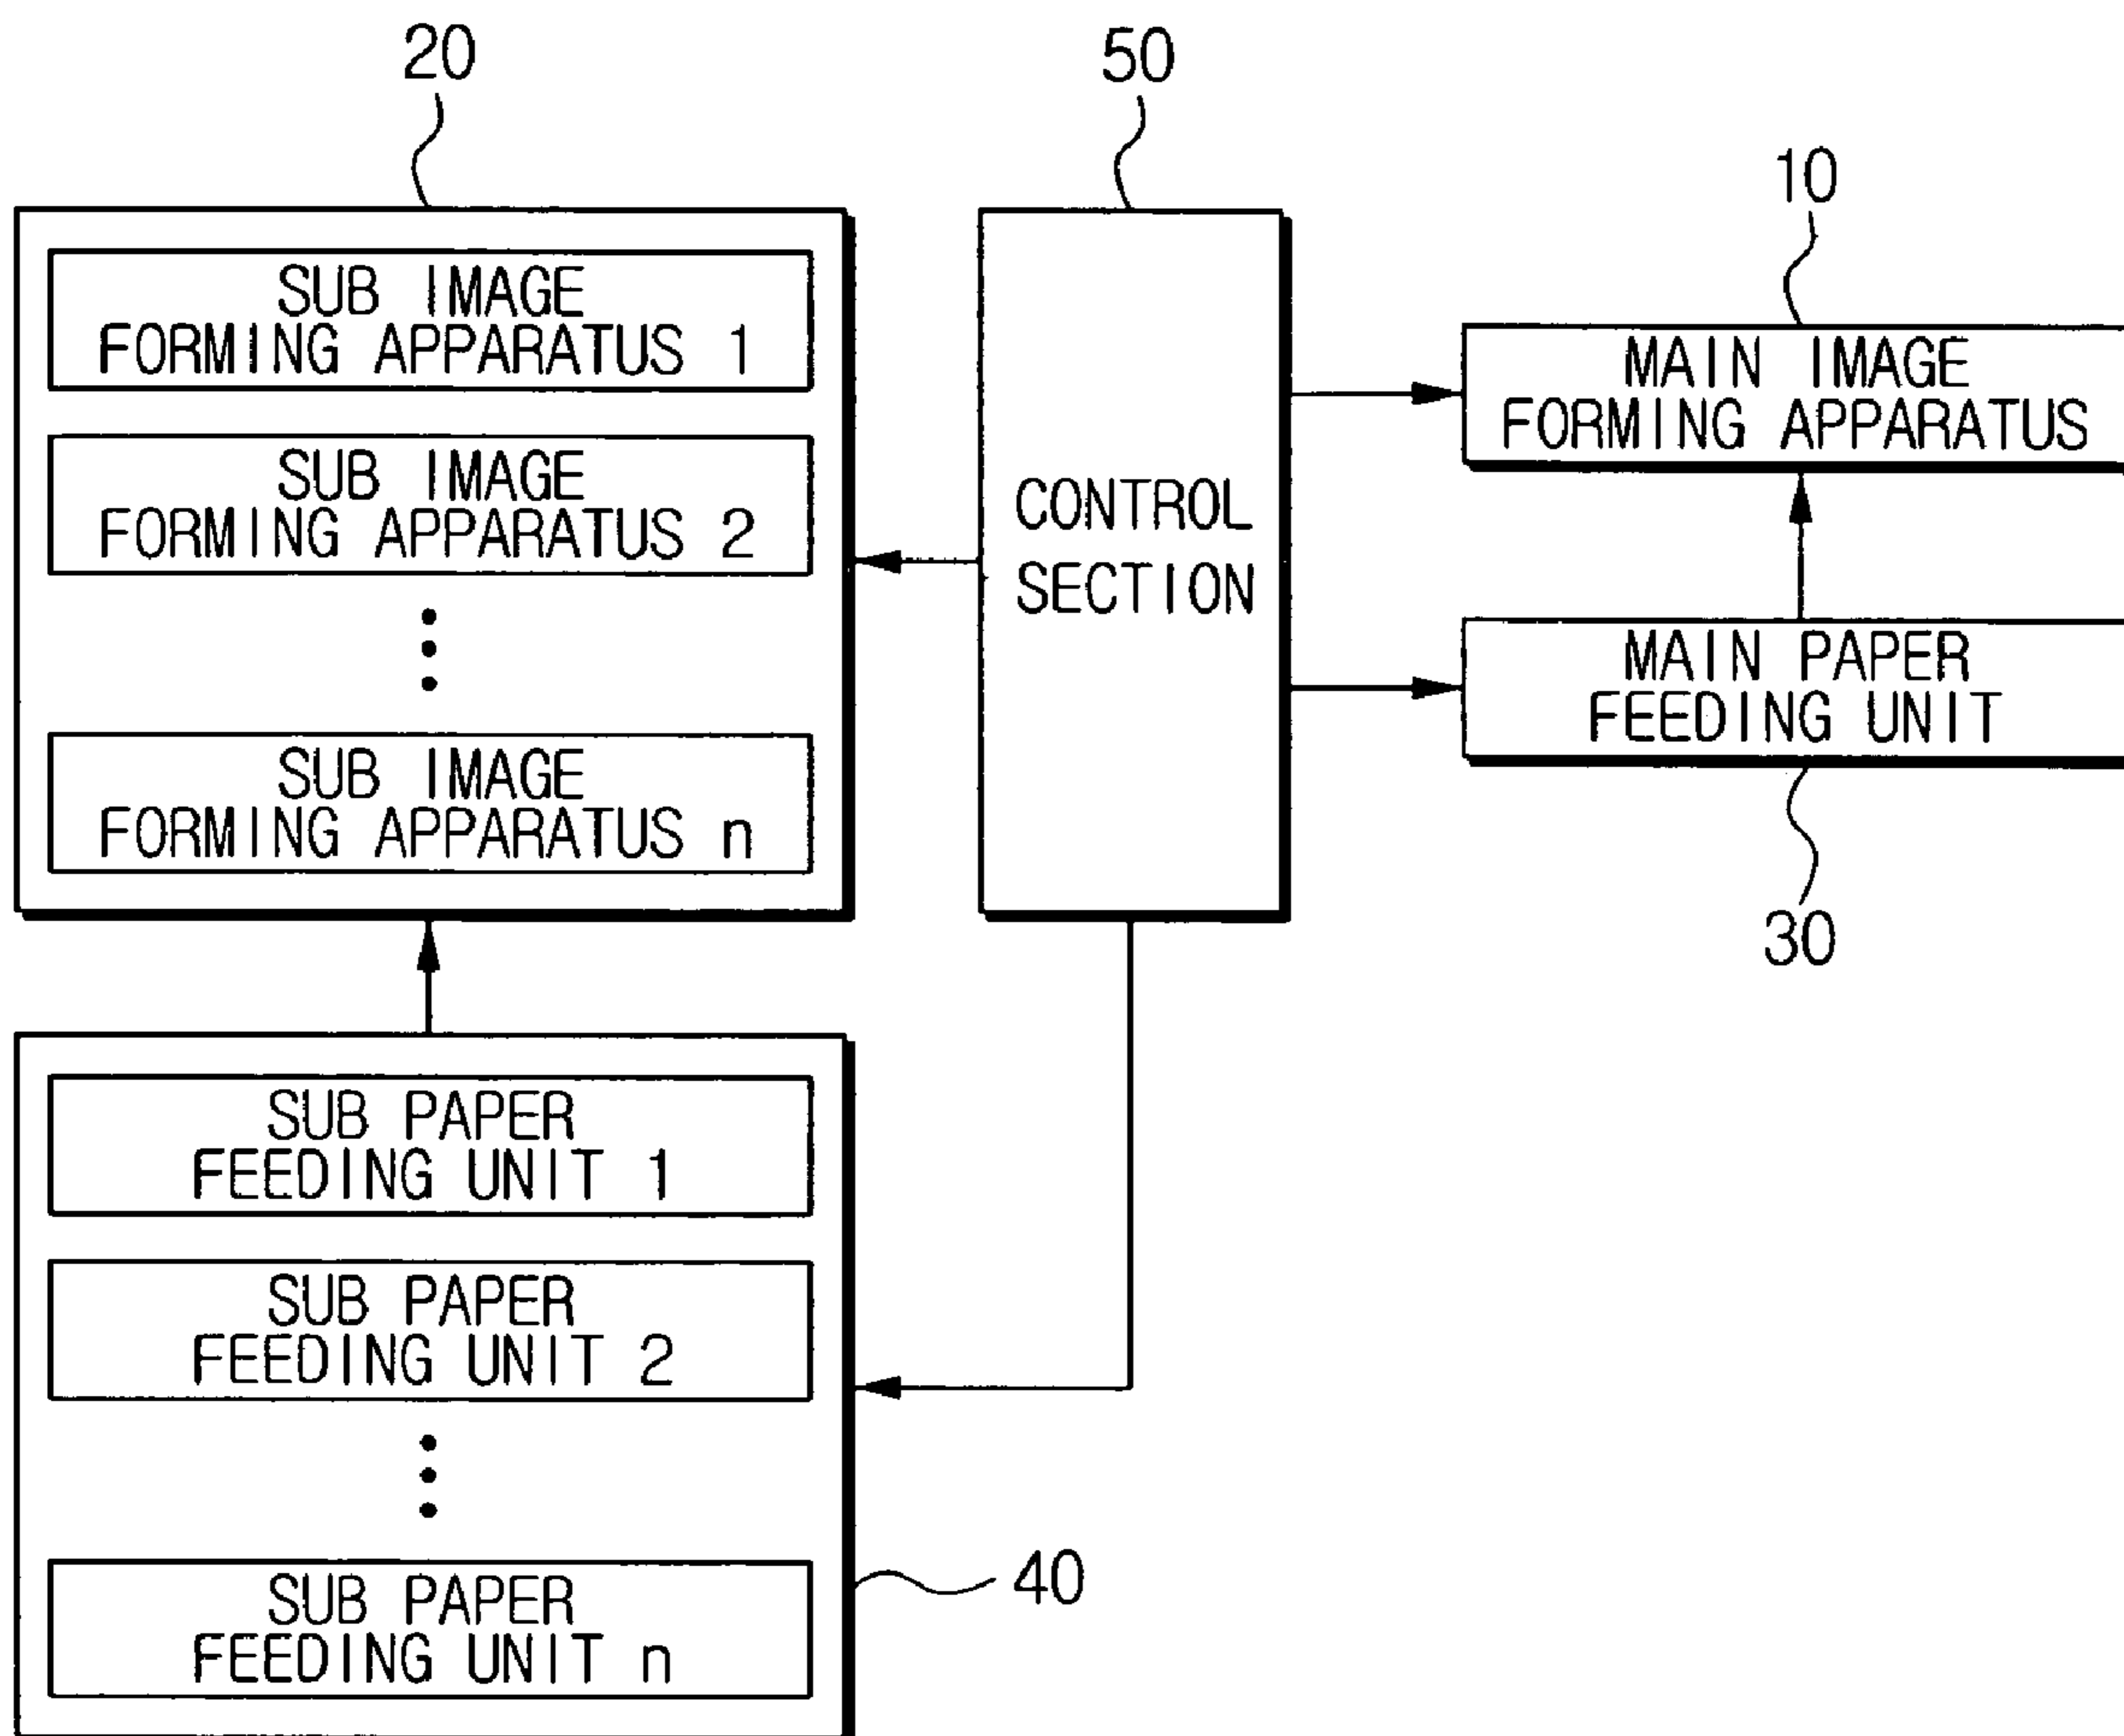 20
50
10
SUB IMAGE
FORMING APPARATUS 1
SUB IMAGE
FORMING APPARATUS 2
SUB IMAGE
FORMING APPARATUS n
CONTROL
SECTION
MAIN IMAGE
FORMING APPARATUS
MAIN PAPER
FEEDING UNIT
30
SUB PAPER
FEEDING UNIT 1
SUB PAPER
FEEDING UNIT 2
SUB PAPER
FEEDING UNIT n
40